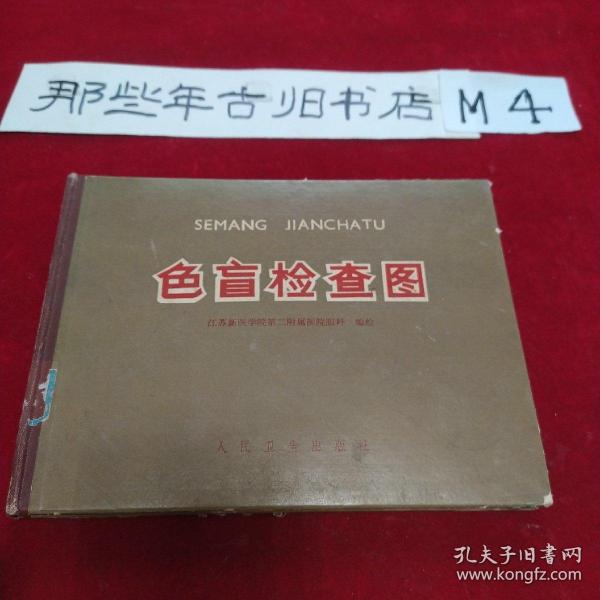 那些年古旧书店 M4
SEMANG JIANCHATU
色盲检查图
江苏新医学院第二附属医院眼科 编绘
人民卫生出版社
孔夫子旧书网
www.kongfz.com